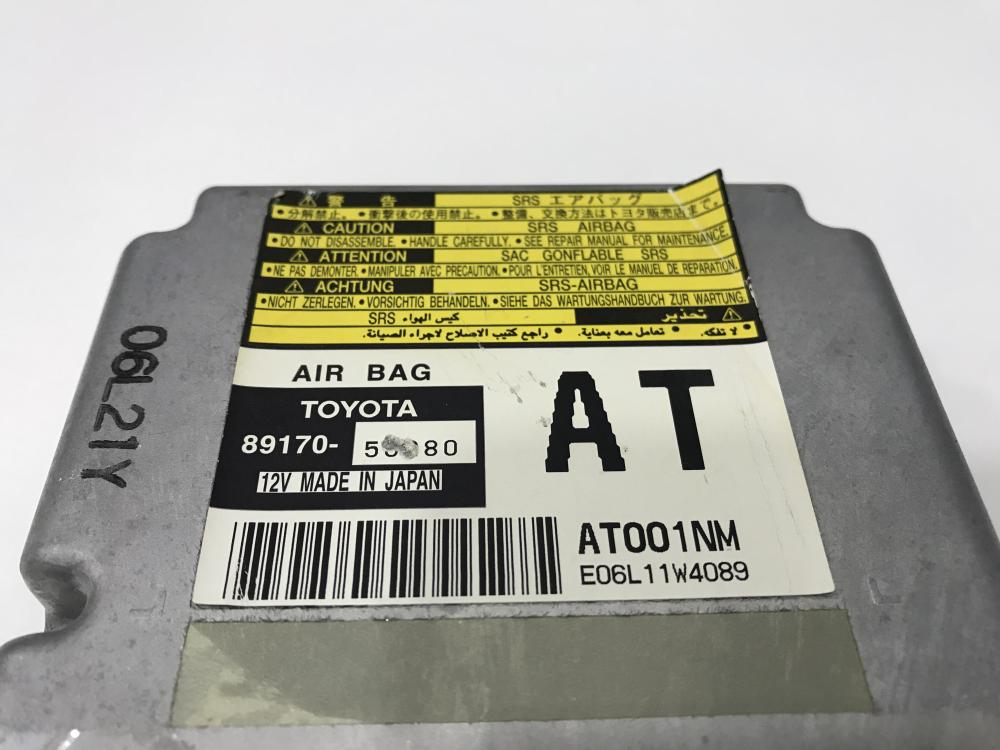 ⚠ 警 告 SRS エアバッグ
•分解禁止。 •衝撃後の使用禁止。 •整備、交換方法はトヨタ販売店まで。
⚠ CAUTION SRS AIRBAG
•DO NOT DISASSEMBLE. •HANDLE CAREFULLY. •SEE REPAIR MANUAL FOR MAINTENANCE.
⚠ ATTENTION SAC GONFLABLE SRS
•NE PAS DEMONTER. •MANIPULER AVEC PRECAUTION. •POUR L'ENTRETIEN, VOIR LE MANUEL DE REPARATION.
⚠ ACHTUNG SRS-AIRBAG
•NICHT ZERLEGEN. •VORSICHTIG BEHANDELN. •SIEHE DAS WARTUNGSHANDBUCH ZUR WARTUNG.
⚠ تحذير كيس الهواء SRS
• لا تفكه. • تعامل معه بعناية. • راجع كتيب الاصلاح لاجراء الصيانة.
AIR BAG
TOYOTA
89170-
12V MADE IN JAPAN
AT
AT001NM
E06L11W4089
06L21Y